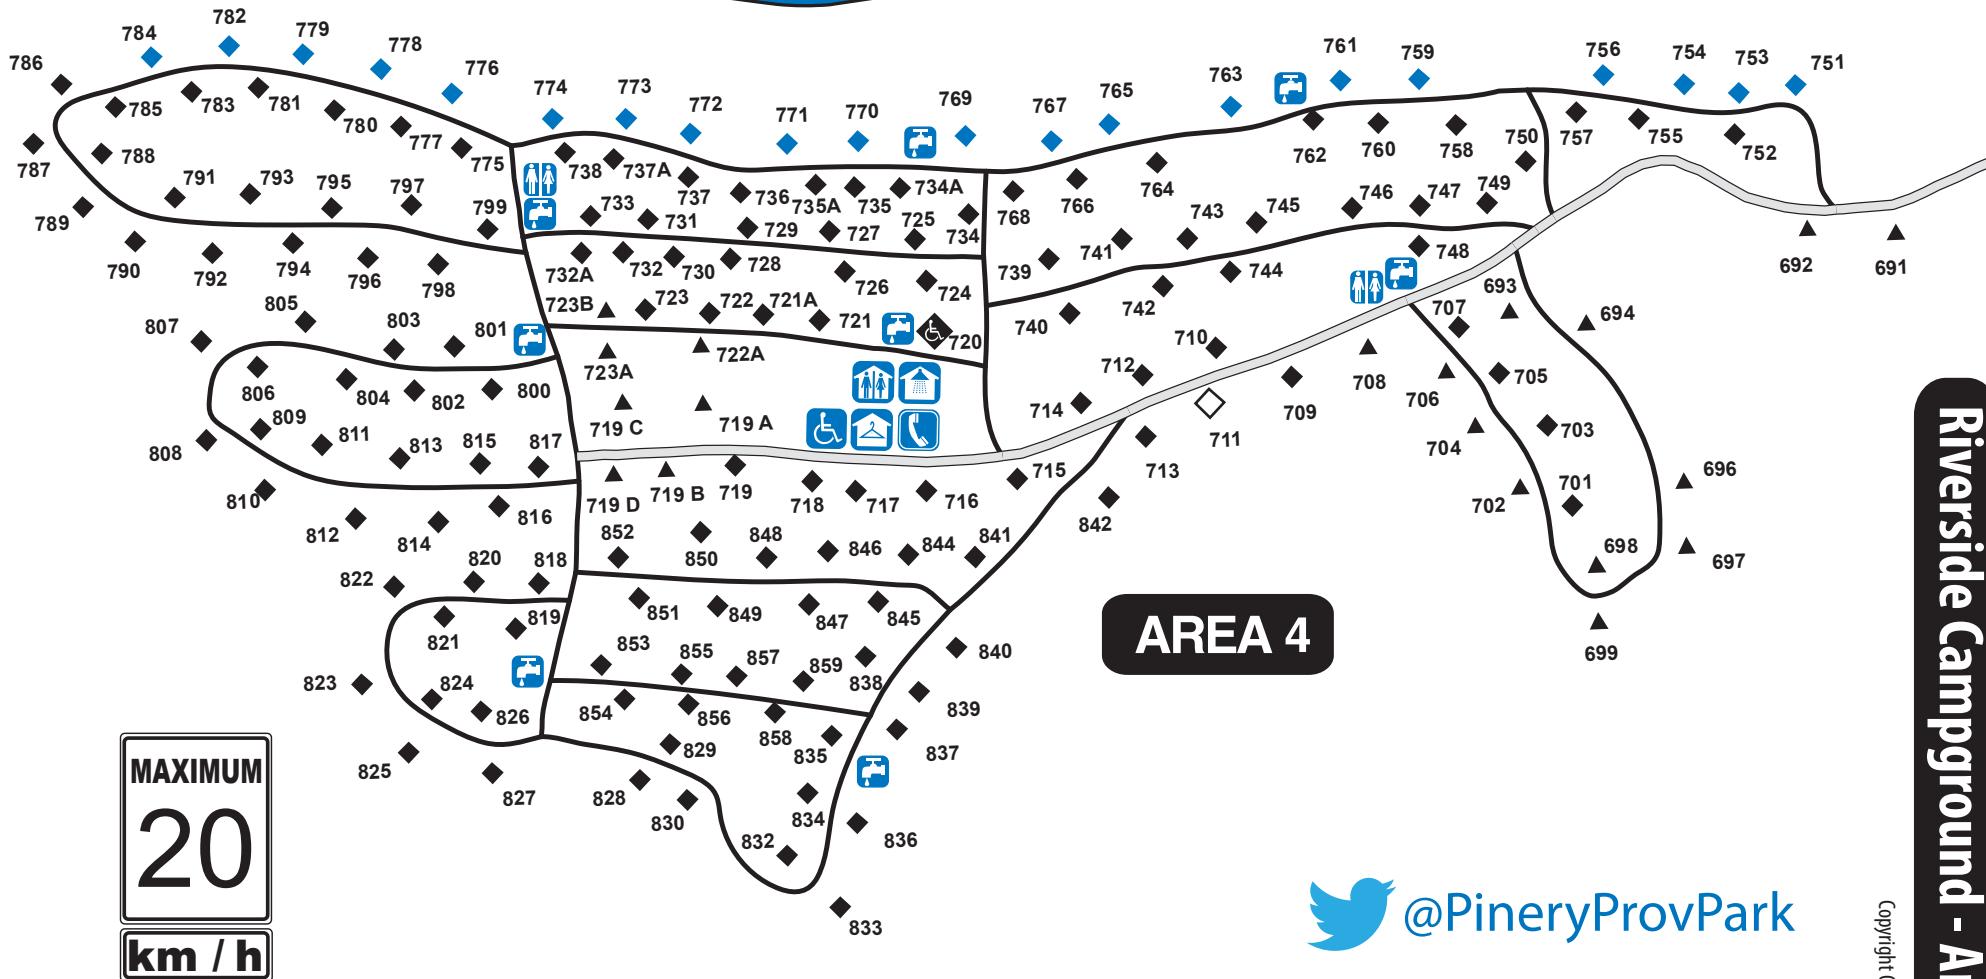 784 782 779 778 776 774 773 772 771 770 769 767 765 763 761 759 756 754 753 751
786 785 783 781 780 777 775 738 737A 737 736 735A 735 734A 725 734 768 766 764 762 760 758 750 757 755 752
787 788 791 793 795 797 799 733 731 729 727 739 741 743 745 746 747 749 748
789 790 792 794 796 798 732A 732 730 728 726 724 742 744 692 691
807 805 803 801 723B 723 722 721A 721 720 740 710 707 693 694
806 804 802 800 723A 722A 712 714 711 709 708 706 705
808 809 811 813 815 817 719 C 719 A 715 713 704 703
810 812 814 816 719 D 719 B 719 718 717 716 842 702 701 696
822 820 818 852 850 848 846 844 841 698 697
821 819 851 849 847 845 840 699
AREA 4
823 824 826 853 855 857 859 838 839
825 827 854 856 858 829 835 837
828 830 832 834 836
833
MAXIMUM
20
km / h
@PineryProvPark
Riverside Campground -
Copyright